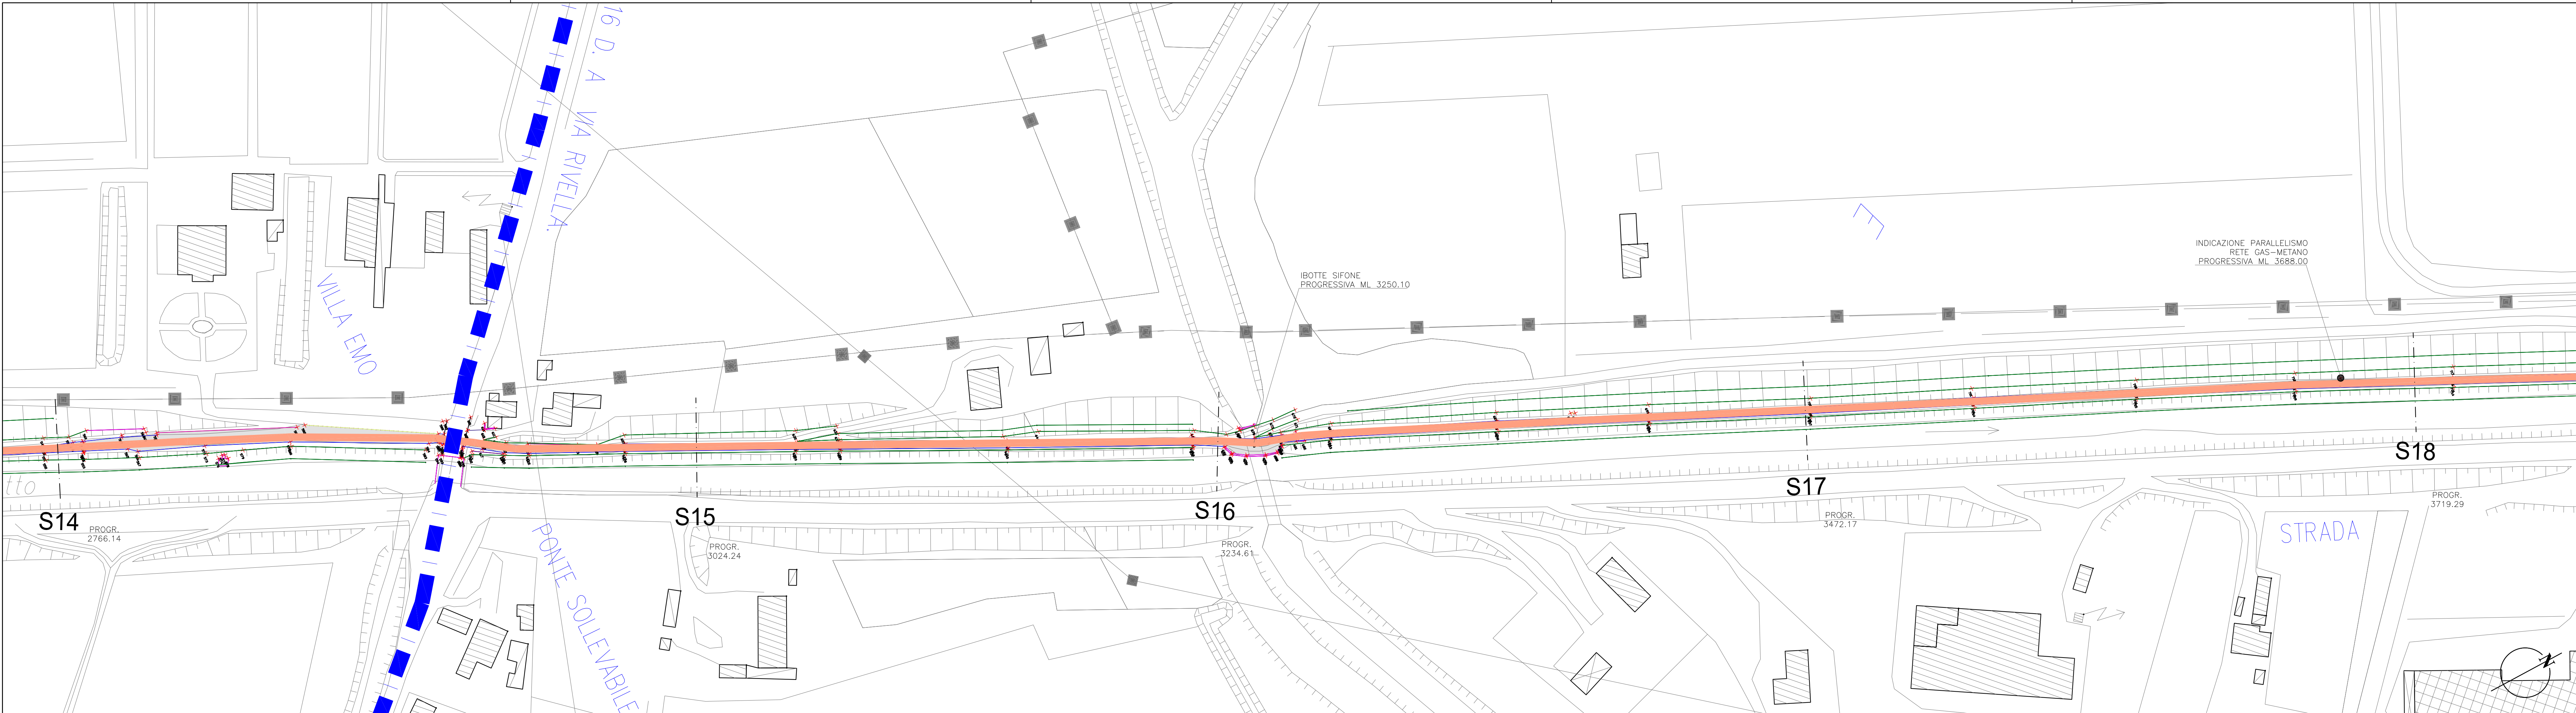 16 D. A VIA RIVELLA.
VILLA EMO
IBOTTE SIFONE
PROGRESSIVA ML 3250.10
INDICAZIONE PARALLELISMO
RETE GAS-METANO
PROGRESSIVA ML 3688.00
S14
PROGR.
2766.14
S15
PROGR.
3024.24
S16
PROGR.
3234.61
S17
PROGR.
3472.17
S18
PROGR.
3719.29
PONTE SOLLEVABILE
STRADA
N